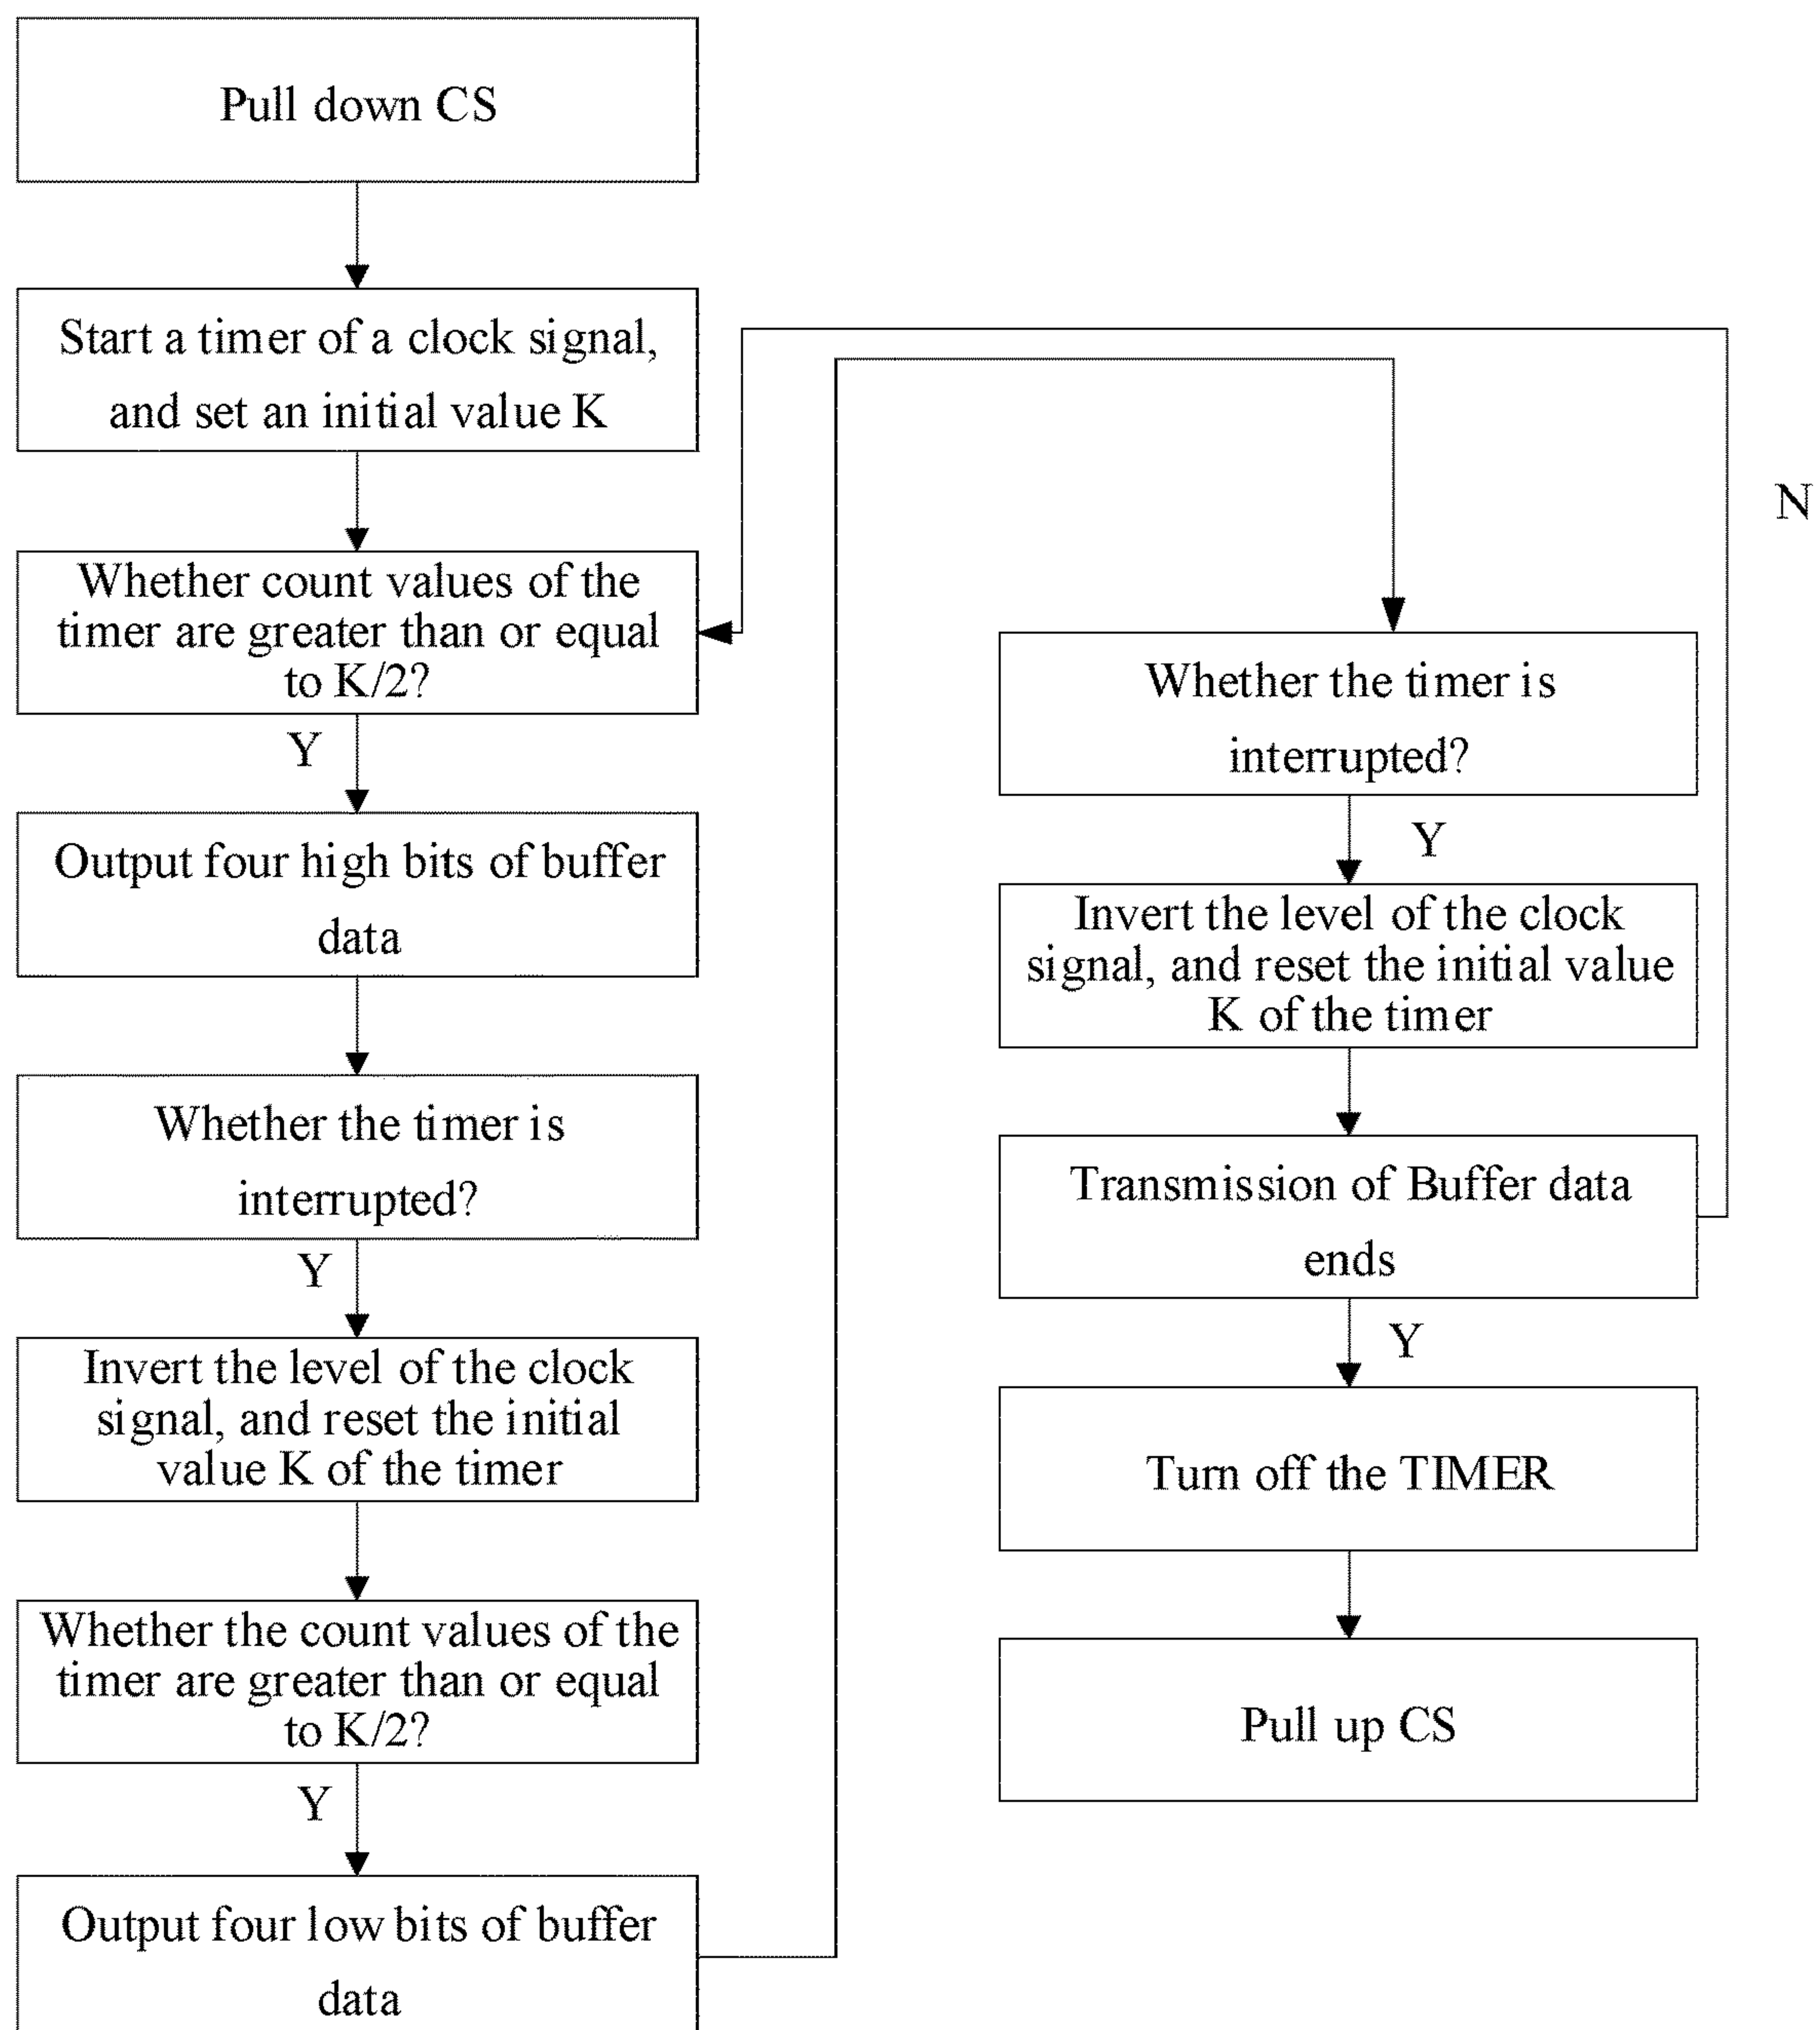 Pull down CS
Start a timer of a clock signal,
and set an initial value K
Whether count values of the
timer are greater than or equal
to K/2?
Y
Output four high bits of buffer
data
Whether the timer is
interrupted?
Y
Invert the level of the clock
signal, and reset the initial
value K of the timer
Whether the count values of the
timer are greater than or equal
to K/2?
Y
Output four low bits of buffer
data
N
Whether the timer is
interrupted?
Y
Invert the level of the clock
signal, and reset the initial value
K of the timer
Transmission of Buffer data
ends
Y
Turn off the TIMER
Pull up CS